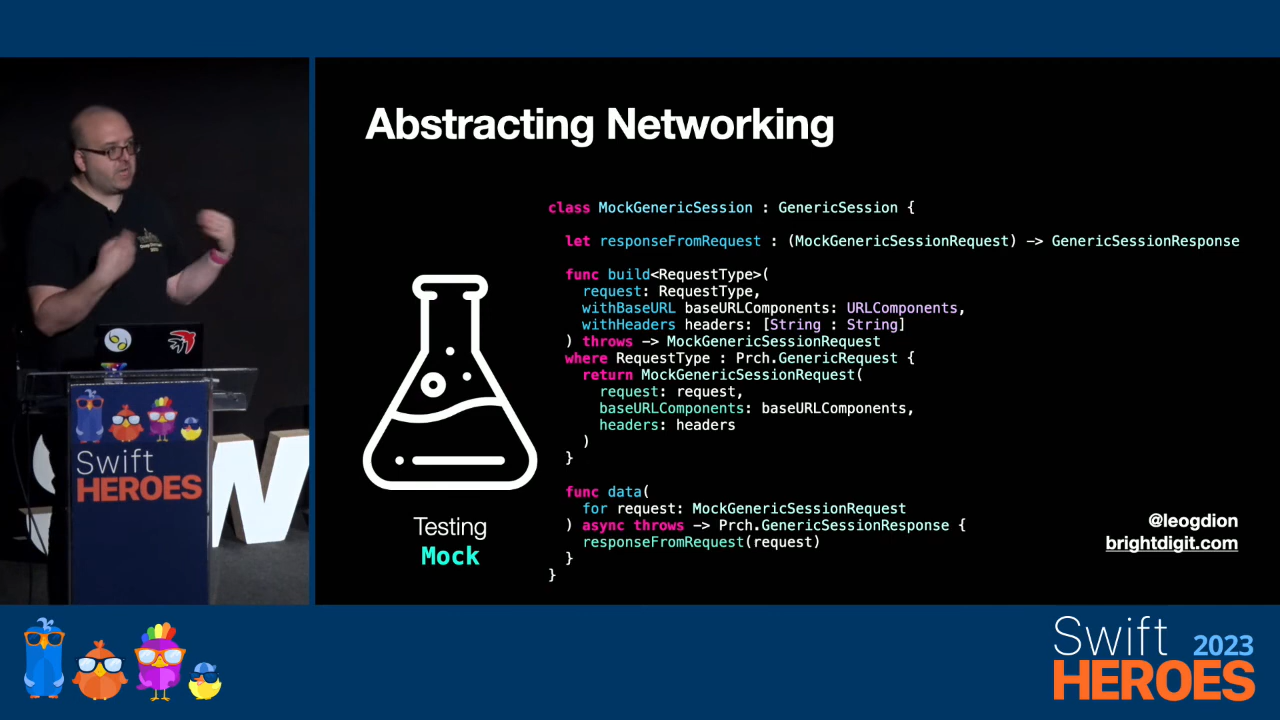 Abstracting Networking
class MockGenericSession : GenericSession {
let responseFromRequest : (MockGenericSessionRequest) -> GenericSessionResponse
func build<RequestType>(
request: RequestType,
withBaseURL baseURLComponents: URLComponents,
withHeaders headers: [String : String]
) throws -> MockGenericSessionRequest
where RequestType : Prch.GenericRequest {
return MockGenericSessionRequest(
request: request,
baseURLComponents: baseURLComponents,
headers: headers
)
}
func data(
for request: MockGenericSessionRequest
) async throws -> Prch.GenericSessionResponse {
responseFromRequest(request)
}
}
Testing
Mock
@leogdion
brightdigit.com
Swift
HEROES
W
Swift 2023
HEROES